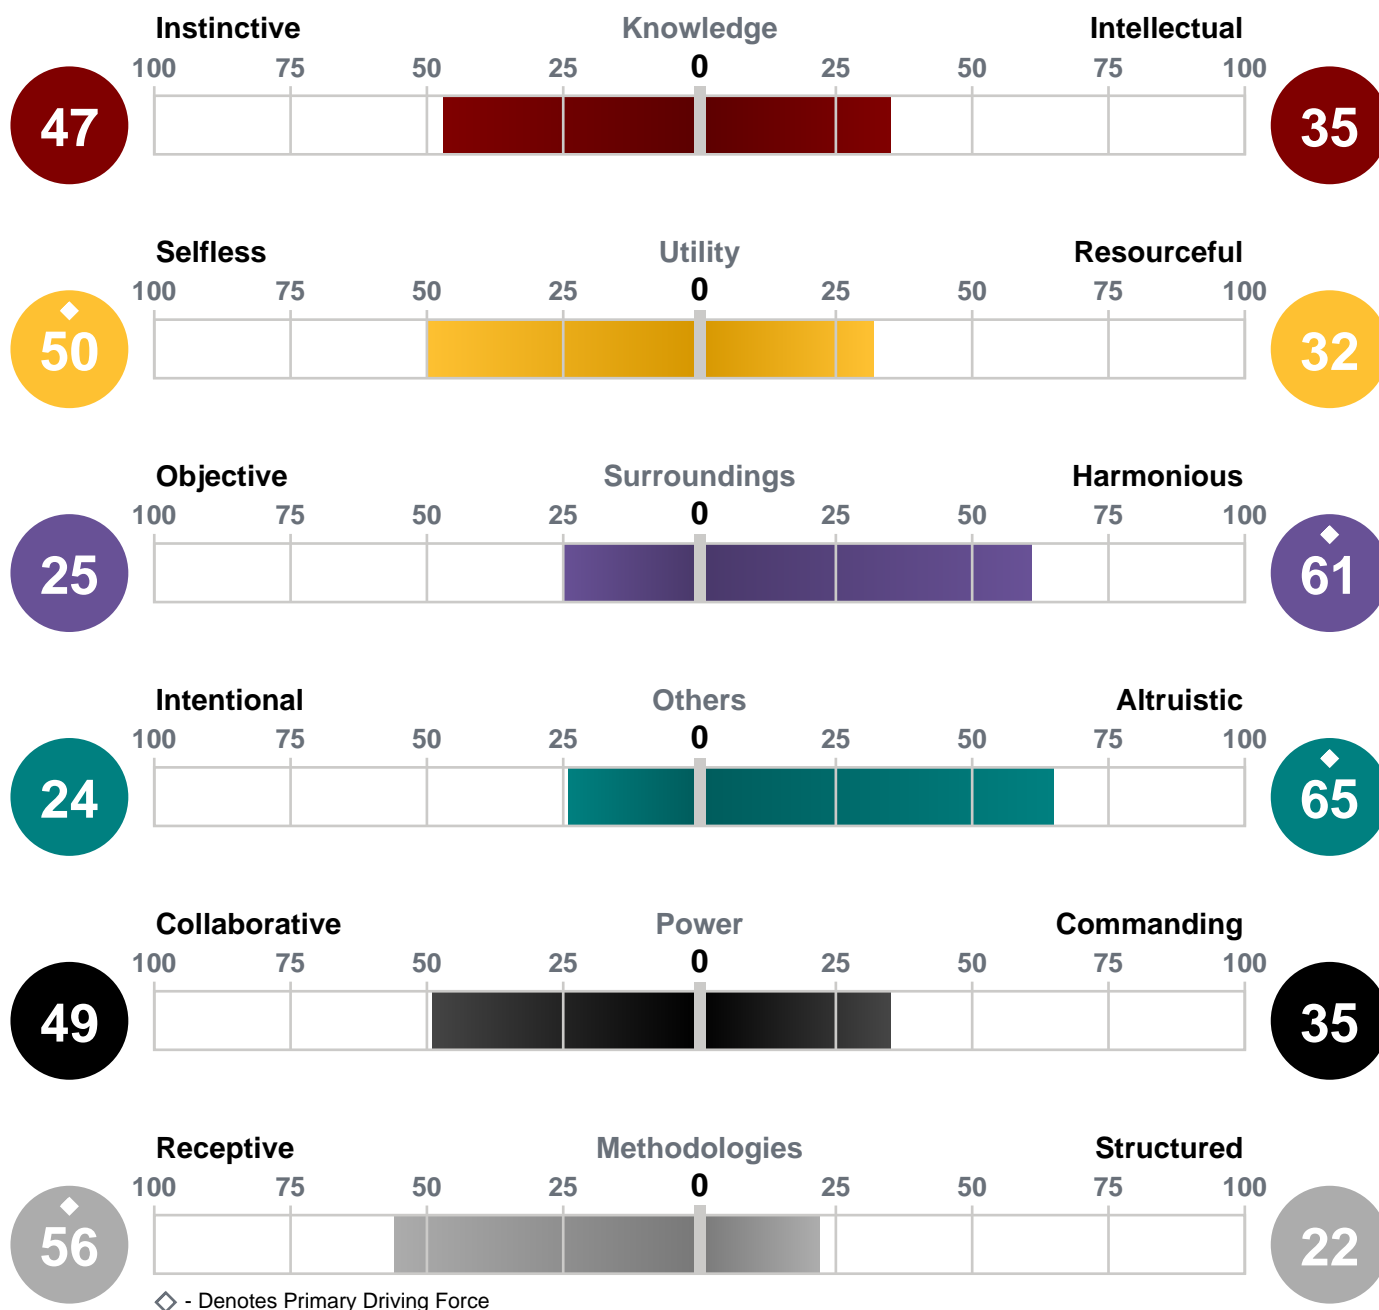 Instinctive Knowledge Intellectual
100 75 50 25 0 25 50 75 100
47 35
Selfless Utility Resourceful
100 75 50 25 0 25 50 75 100
50 32
Objective Surroundings Harmonious
100 75 50 25 0 25 50 75 100
25 61
Intentional Others Altruistic
100 75 50 25 0 25 50 75 100
24 65
Collaborative Power Commanding
100 75 50 25 0 25 50 75 100
49 35
Receptive Methodologies Structured
100 75 50 25 0 25 50 75 100
56 22
- Denotes Primary Driving Force